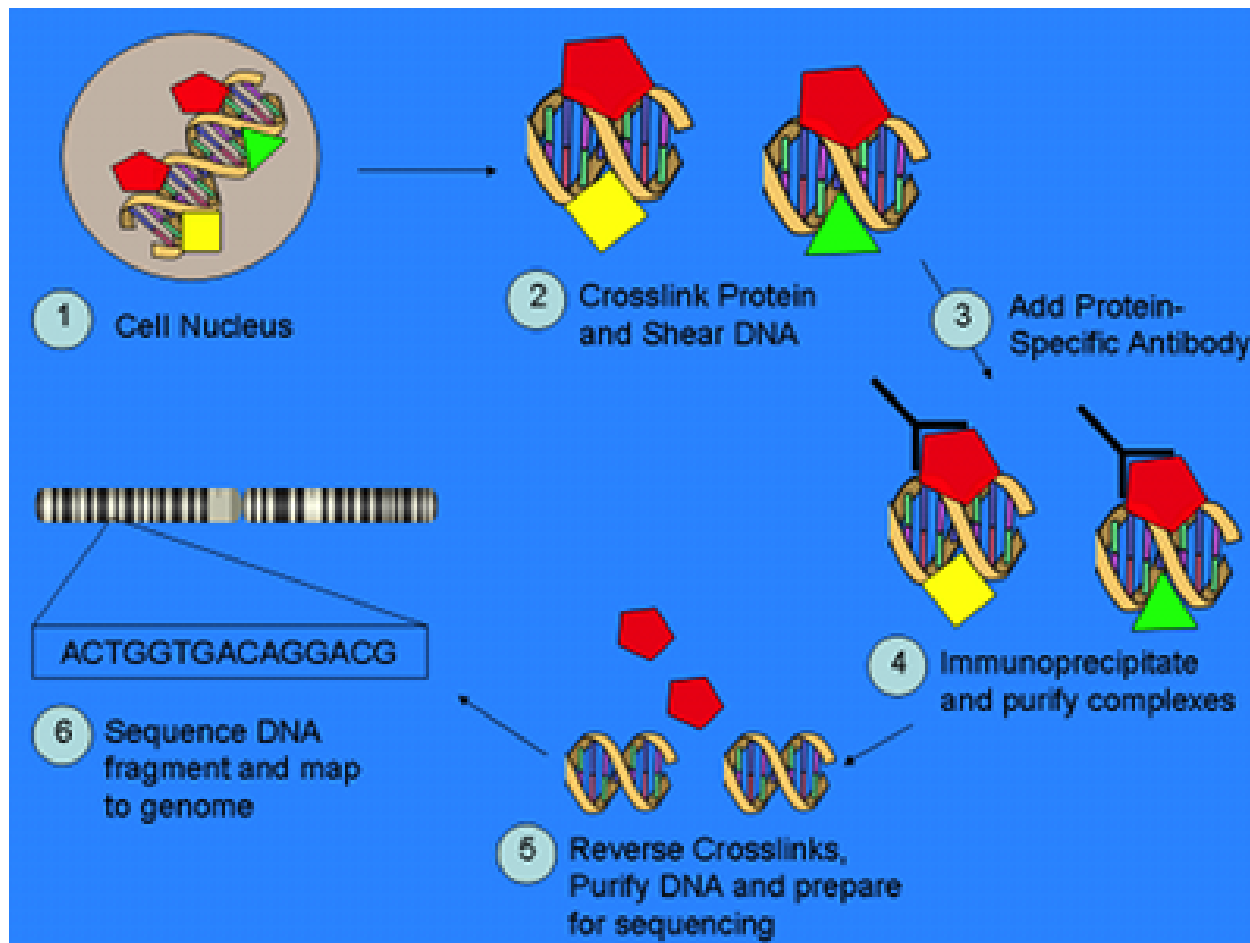 1
Cell Nucleus
2
Crosslink Protein
and Shear DNA
3
Add Protein-
Specific Antibody
4
Immunoprecipitate
and purify complexes
5
Reverse Crosslinks,
Purify DNA and prepare
for sequencing
ACTGGTGACAGGACG
6
Sequence DNA
fragment and map
to genome